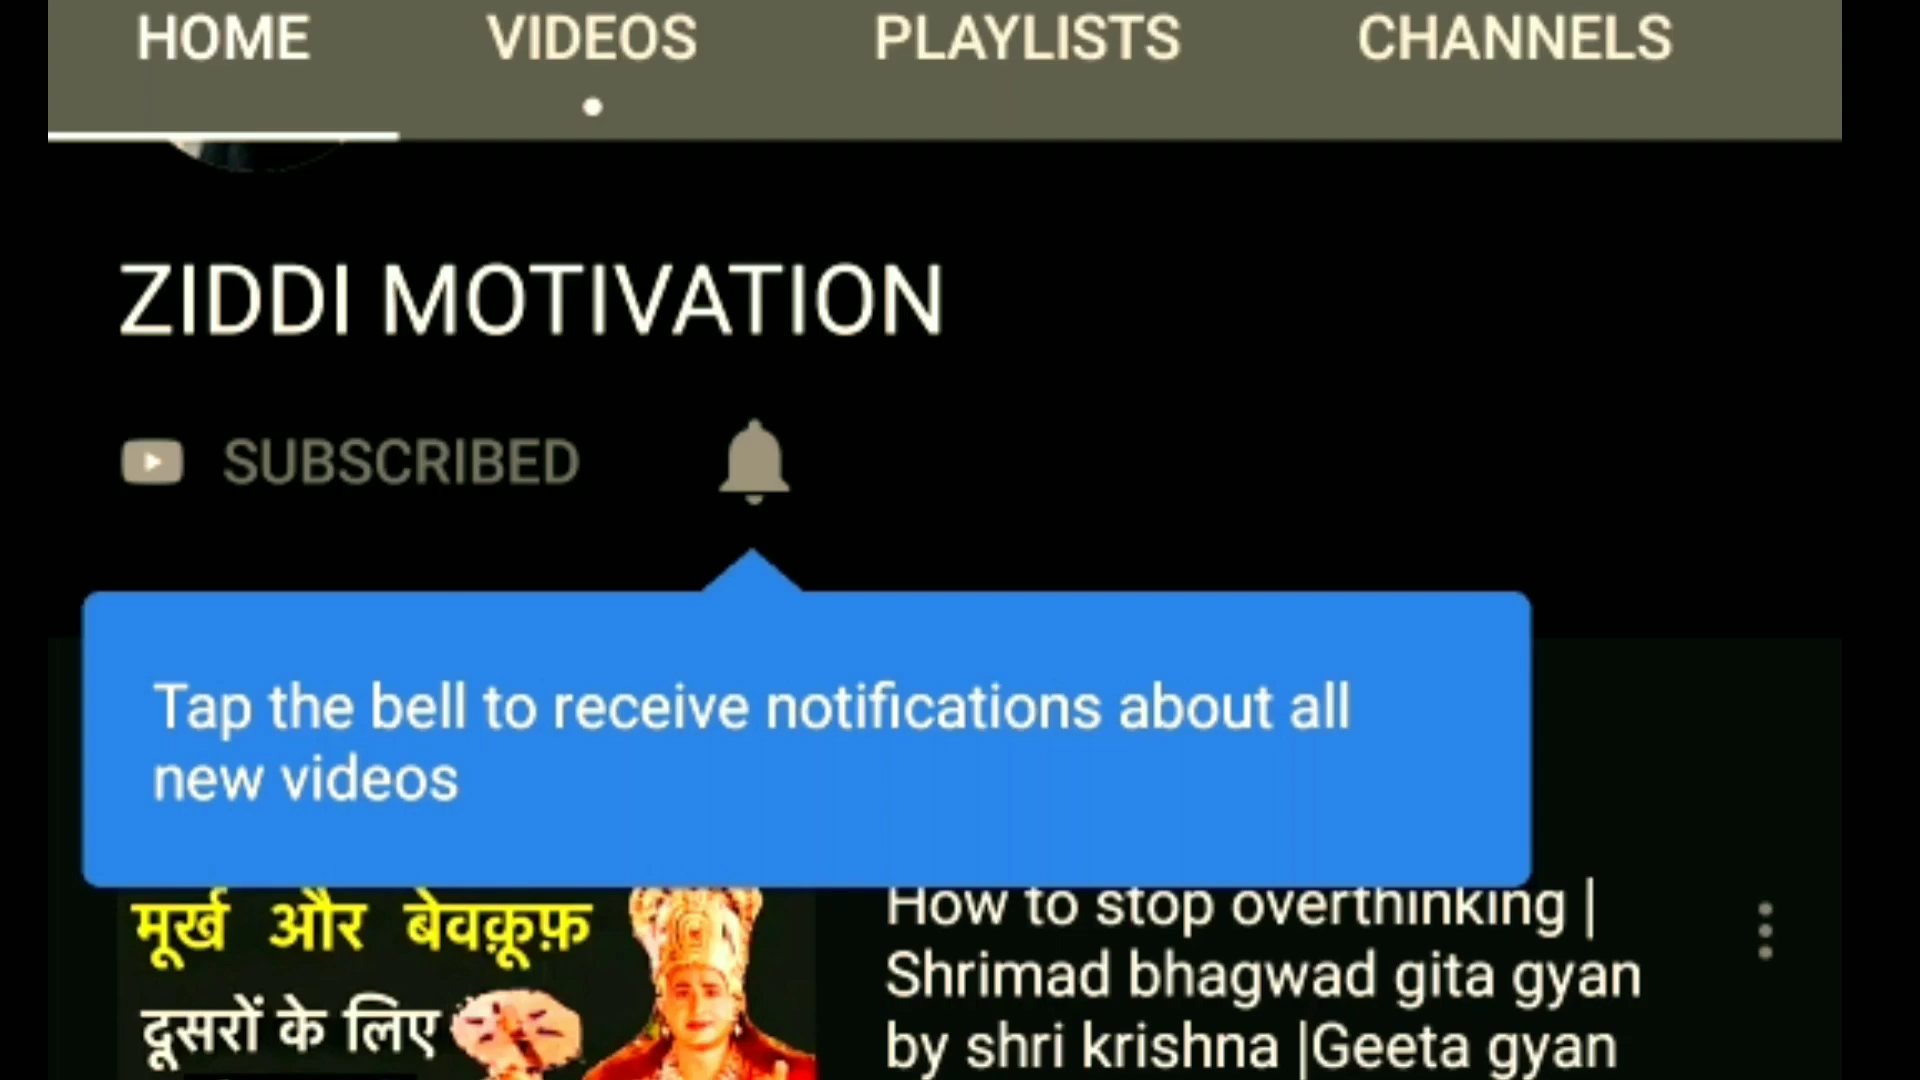 HOME VIDEOS PLAYLISTS CHANNELS
ZIDDI MOTIVATION
SUBSCRIBED
Tap the bell to receive notifications about all
new videos
मूर्ख और बेवक़ूफ़
दूसरों के लिए
How to stop overthinking |
Shrimad bhagwad gita gyan
by shri krishna |Geeta gyan